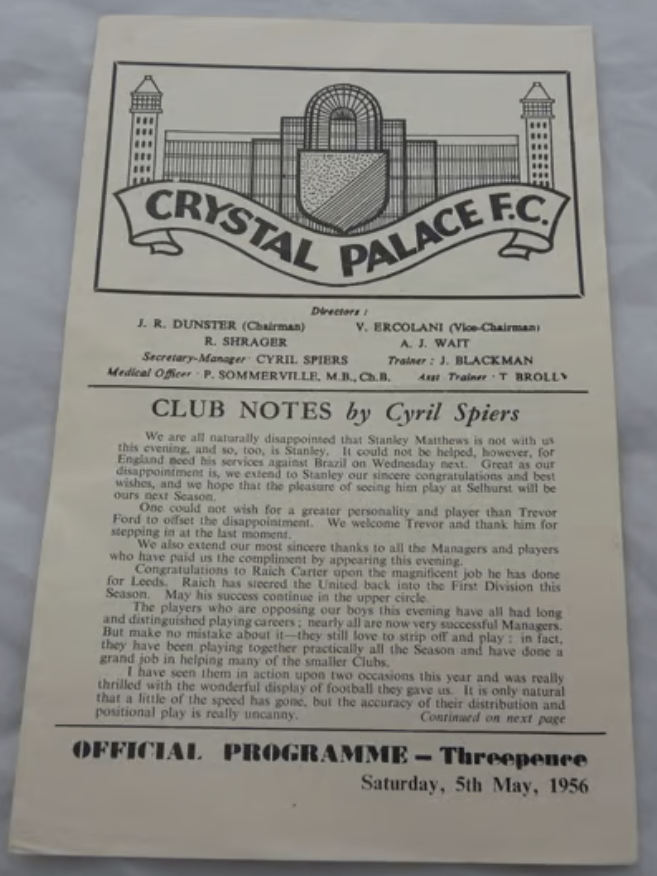 CRYSTAL PALACE F.C.
Directors :
J. R. DUNSTER (Chairman) V. ERCOLANI (Vice-Chairman)
R. SHRAGER A. J. WAIT
Secretary-Manager · CYRIL SPIERS Trainer : J. BLACKMAN
Medical Officer · P. SOMMERVILLE, M.B., Ch.B. Asst Trainer · T BROLLY
CLUB NOTES by Cyril Spiers
We are all naturally disappointed that Stanley Matthews is not with us
this evening, and so, too, is Stanley. It could not be helped, however, for
England need his services against Brazil on Wednesday next. Great as our
disappointment is, we extend to Stanley our sincere congratulations and best
wishes, and we hope that the pleasure of seeing him play at Selhurst will be
ours next Season.
One could not wish for a greater personality and player than Trevor
Ford to offset the disappointment. We welcome Trevor and thank him for
stepping in at the last moment.
We also extend our most sincere thanks to all the Managers and players
who have paid us the compliment by appearing this evening.
Congratulations to Raich Carter upon the magnificent job he has done
for Leeds. Raich has steered the United back into the First Division this
Season. May his success continue in the upper circle.
The players who are opposing our boys this evening have all had long
and distinguished playing careers ; nearly all are now very successful Managers.
But make no mistake about it—they still love to strip off and play ; in fact,
they have been playing together practically all the Season and have done a
grand job in helping many of the smaller Clubs.
I have seen them in action upon two occasions this year and was really
thrilled with the wonderful display of football they gave us. It is only natural
that a little of the speed has gone, but the accuracy of their distribution and
positional play is really uncanny. Continued on next page
OFFICIAL PROGRAMME – Threepence
Saturday, 5th May, 1956